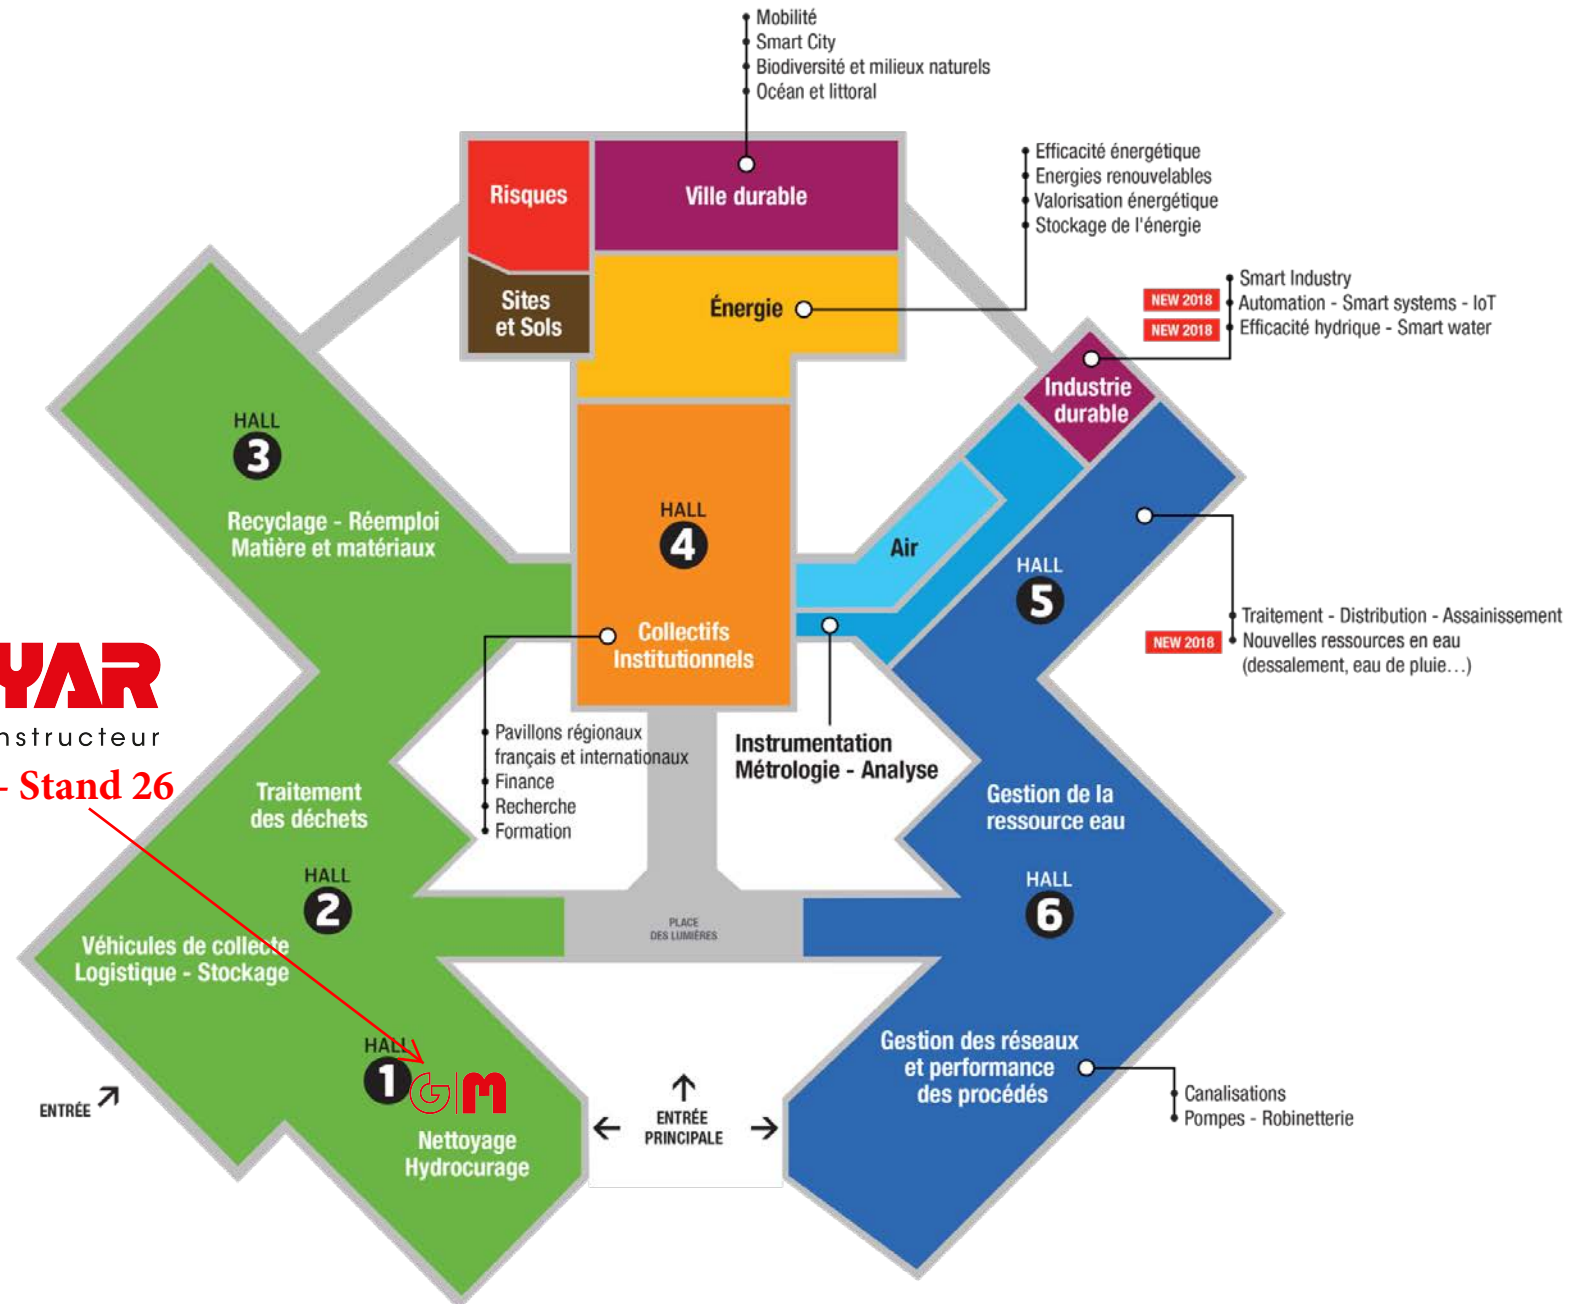 Mobilité
Smart City
Biodiversité et milieux naturels
Océan et littoral
Efficacité énergétique
Energies renouvelables
Valorisation énergétique
Stockage de l'énergie
Risques
Ville durable
Sites
et Sols
Énergie
Smart Industry
NEW 2018 Automation - Smart systems - IoT
NEW 2018 Efficacité hydrique - Smart water
Industrie
durable
HALL
3
Recyclage - Réemploi
Matière et matériaux
HALL
4
Collectifs
Institutionnels
Air
HALL
5
Traitement - Distribution - Assainissement
NEW 2018 Nouvelles ressources en eau
(dessalement, eau de pluie…)
YAR
nstructeur
- Stand 26
Pavillons régionaux
français et internationaux
Finance
Recherche
Formation
Instrumentation
Métrologie - Analyse
Traitement
des déchets
Gestion de la
ressource eau
HALL
2
Véhicules de collecte
Logistique - Stockage
PLACE
DES LUMIÈRES
HALL
6
HALL
1
G|M
Nettoyage
Hydrocurage
ENTRÉE
ENTRÉE
PRINCIPALE
Gestion des réseaux
et performance
des procédés
Canalisations
Pompes - Robinetterie